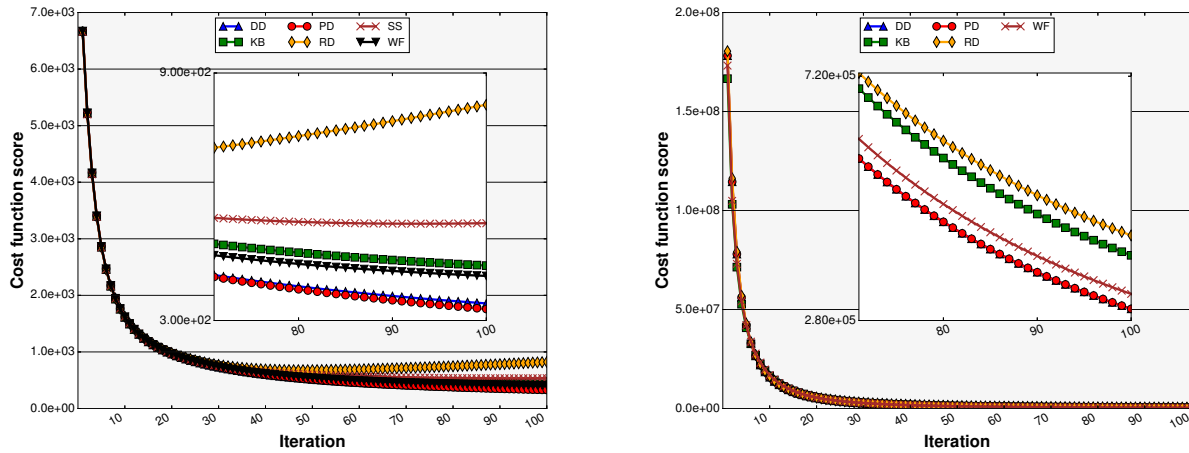 7.0e+03
6.0e+03
5.0e+03
4.0e+03
3.0e+03
2.0e+03
1.0e+03
0.0e+00
Cost function score
DD PD SS
KB RD WF
9.00e+02
3.00e+02
80 90 100
10 20 30 40 50 60 70 80 90 100
Iteration
2.0e+08
1.5e+08
1.0e+08
5.0e+07
0.0e+00
Cost function score
DD PD WF
KB RD
7.20e+05
2.80e+05
80 90 100
10 20 30 40 50 60 70 80 90 100
Iteration